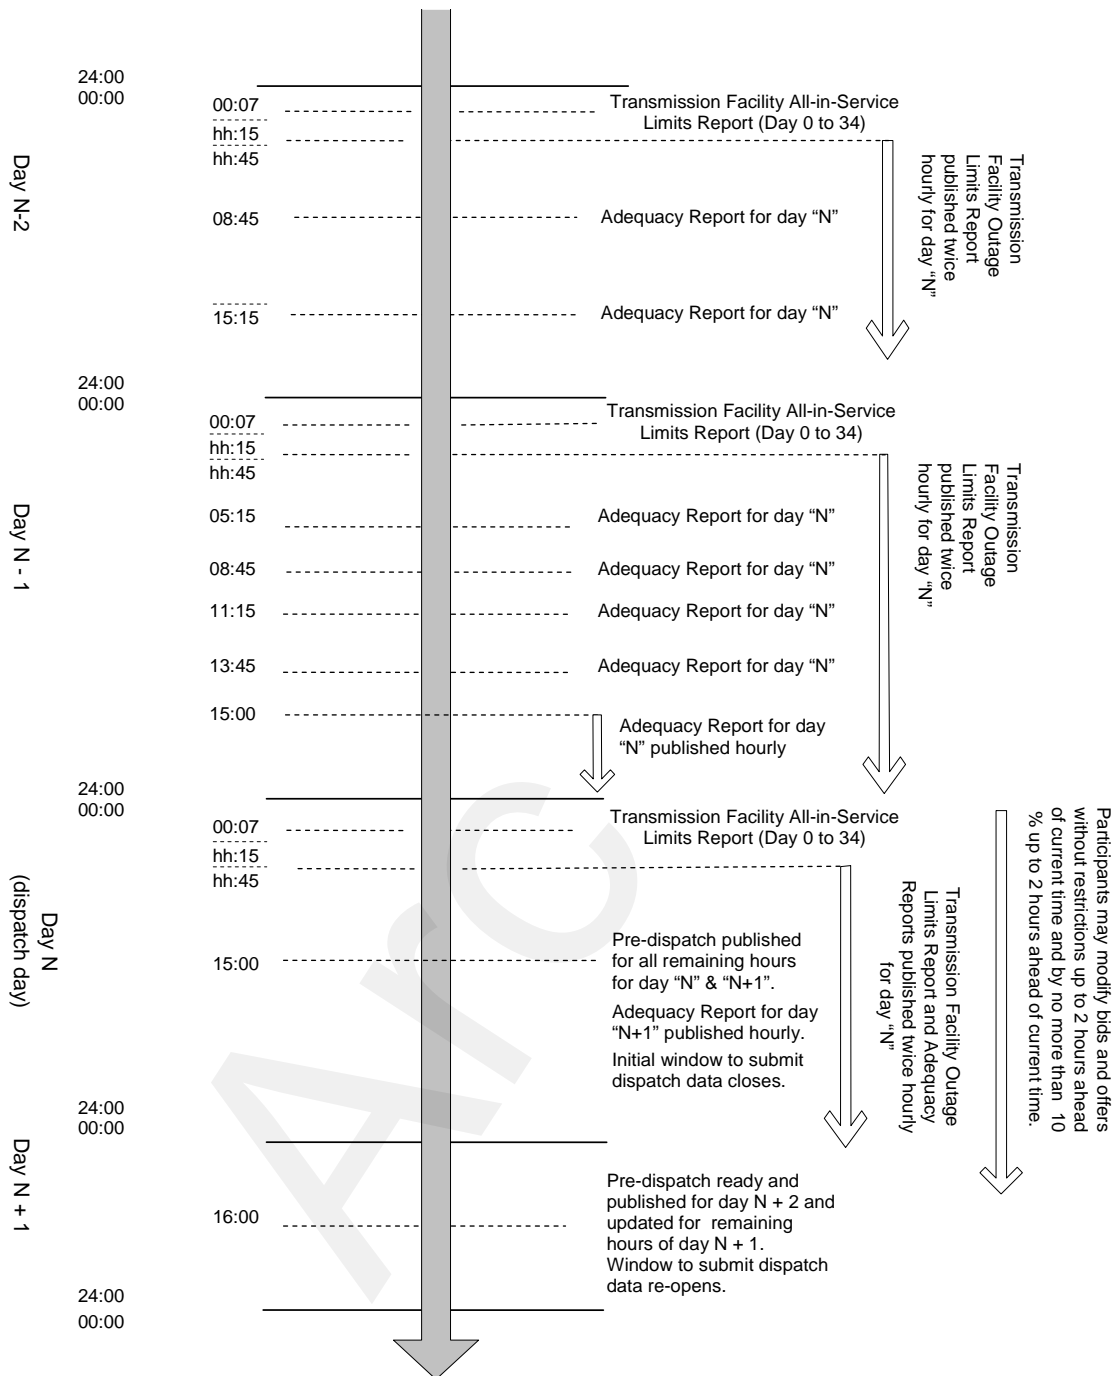 24:00
00:00
Day N-2
00:07
Transmission Facility All-in-Service
Limits Report (Day 0 to 34)
hh:15
hh:45
Transmission
Facility Outage
Limits Report
published twice
hourly for day “N”
08:45
Adequacy Report for day “N”
15:15
Adequacy Report for day “N”
24:00
00:00
Day N - 1
00:07
Transmission Facility All-in-Service
Limits Report (Day 0 to 34)
hh:15
hh:45
Transmission
Facility Outage
Limits Report
published twice
hourly for day “N”
05:15
Adequacy Report for day “N”
08:45
Adequacy Report for day “N”
11:15
Adequacy Report for day “N”
13:45
Adequacy Report for day “N”
15:00
Adequacy Report for day
“N” published hourly
24:00
00:00
Day N
(dispatch day)
00:07
Transmission Facility All-in-Service
Limits Report (Day 0 to 34)
hh:15
hh:45
Transmission Facility Outage
Limits Report and Adequacy
Reports published twice hourly
for day “N”
Participants may modify bids and offers
without restrictions up to 2 hours ahead
of current time and by no more than 10
% up to 2 hours ahead of current time.
15:00
Pre-dispatch published
for all remaining hours
for day “N” & “N+1”.
Adequacy Report for day
“N+1” published hourly.
Initial window to submit
dispatch data closes.
24:00
00:00
Day N + 1
16:00
Pre-dispatch ready and
published for day N + 2 and
updated for remaining
hours of day N + 1.
Window to submit dispatch
data re-opens.
24:00
00:00
Arc